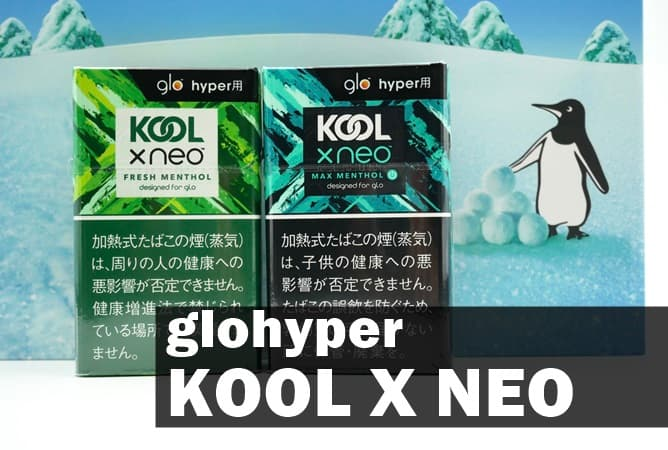 glo hyper用
KOOL
x neo
FRESH MENTHOL
designed for glo
加熱式たばこの煙(蒸気)
は、周りの人の健康への
悪影響が否定できません。
健康増進法で禁じられ
ている場所
ません。
glo hyper用
KOOL
x neo
MAX MENTHOL
designed for glo
加熱式たばこの煙(蒸気)
は、子供の健康への悪
影響が否定できません。
たばこの誤飲を防ぐため、
ない
glohyper
KOOL X NEO